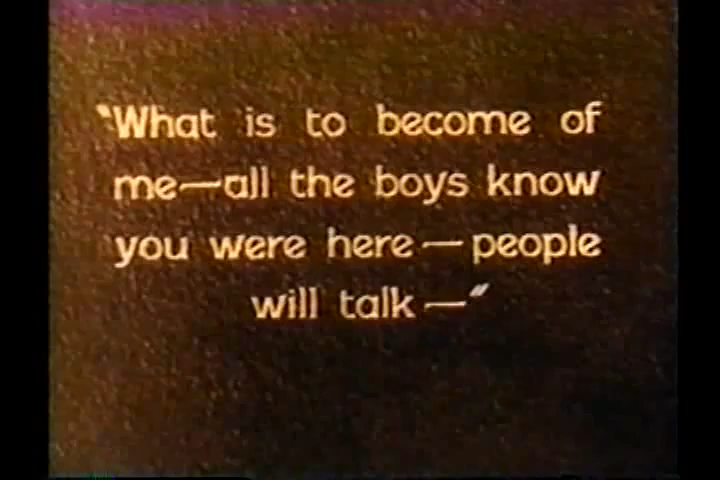 "What is to become of
me—all the boys know
you were here—people
will talk—"